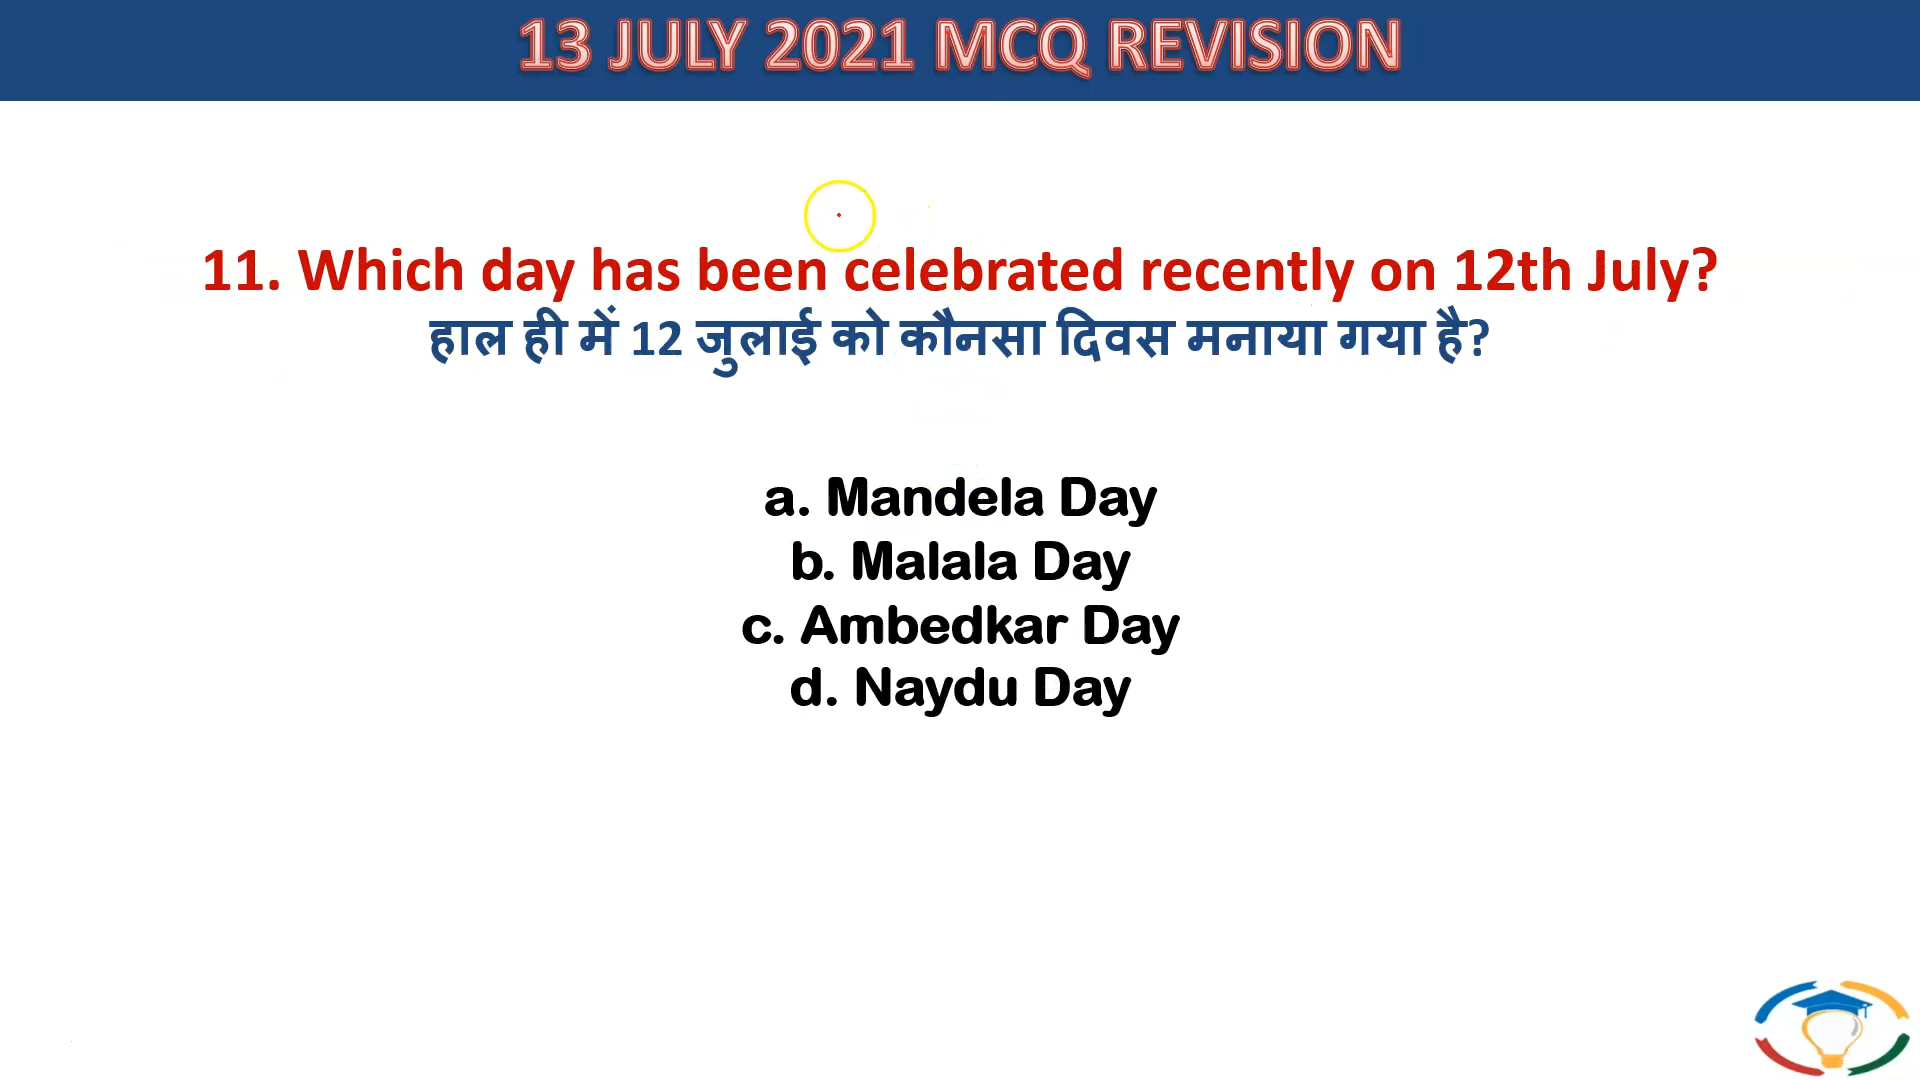 13 JULY 2021 MCQ REVISION
11. Which day has been celebrated recently on 12th July?
हाल ही में 12 जुलाई को कौनसा दिवस मनाया गया है?
a. Mandela Day
b. Malala Day
c. Ambedkar Day
d. Naydu Day